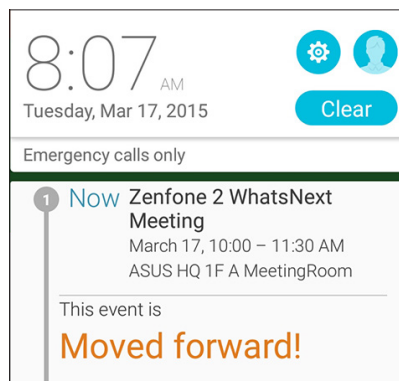 8:07 AM
Tuesday, Mar 17, 2015
Clear
Emergency calls only
1 Now Zenfone 2 WhatsNext
Meeting
March 17, 10:00 – 11:30 AM
ASUS HQ 1F A MeetingRoom
This event is
Moved forward!